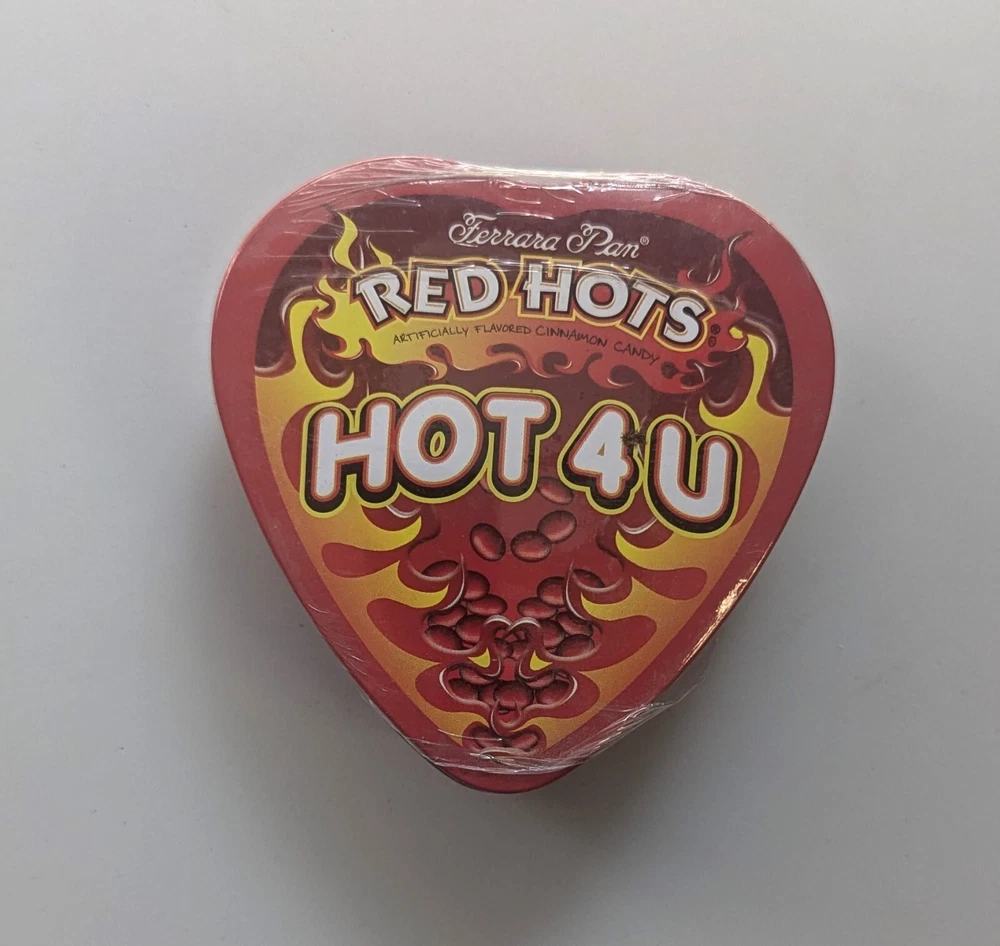 Ferrara Pan®
RED HOTS®
ARTIFICIALLY FLAVORED CINNAMON CANDY
HOT 4 U